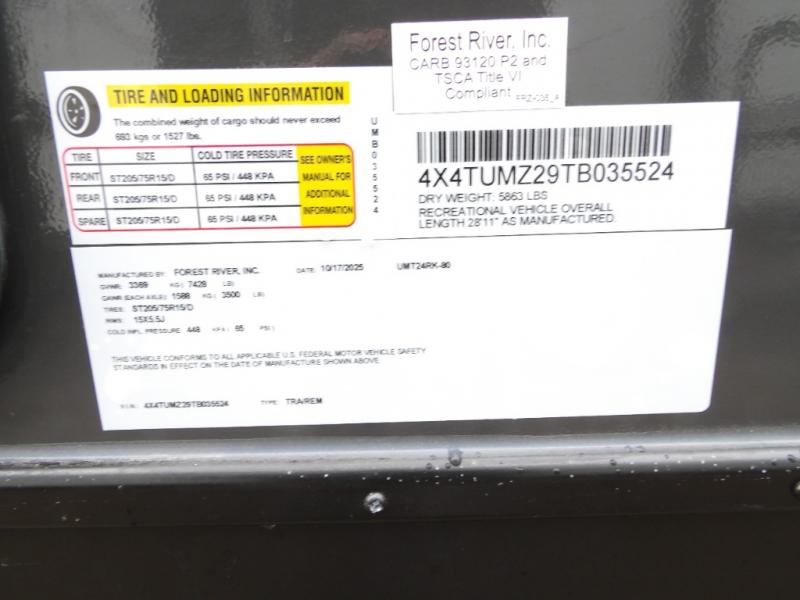 Forest River, Inc.
CARB 93120 P2 and
TSCA Title VI
Compliant
TIRE AND LOADING INFORMATION
The combined weight of cargo should never exceed
693 kgs or 1527 lbs.
TIRE SIZE COLD TIRE PRESSURE SEE OWNER'S MANUAL FOR ADDITIONAL INFORMATION
FRONT ST205/75R15/D 65 PSI / 448 KPA
REAR ST205/75R15/D 65 PSI / 448 KPA
SPARE ST205/75R15/D 65 PSI / 448 KPA
UMB035524
4X4TUMZ29TB035524
DRY WEIGHT: 5863 LBS
RECREATIONAL VEHICLE OVERALL
LENGTH 28'11" AS MANUFACTURED.
MANUFACTURED BY: FOREST RIVER, INC. DATE: 10/17/2025 UMT24RK-80
GVWR: 3369 KG ( 7428 LB)
GAWR (EACH AXLE): 1588 KG ( 3500 LB)
TIRES: ST205/75R15/D
RIMS: 15X5.5J
COLD INFL. PRESSURE: 448 KPA ( 65 PSI )
THIS VEHICLE CONFORMS TO ALL APPLICABLE U.S. FEDERAL MOTOR VEHICLE SAFETY
STANDARDS IN EFFECT ON THE DATE OF MANUFACTURE SHOWN ABOVE.
V.I.N.: 4X4TUMZ29TB035524 TYPE: TRA/REM